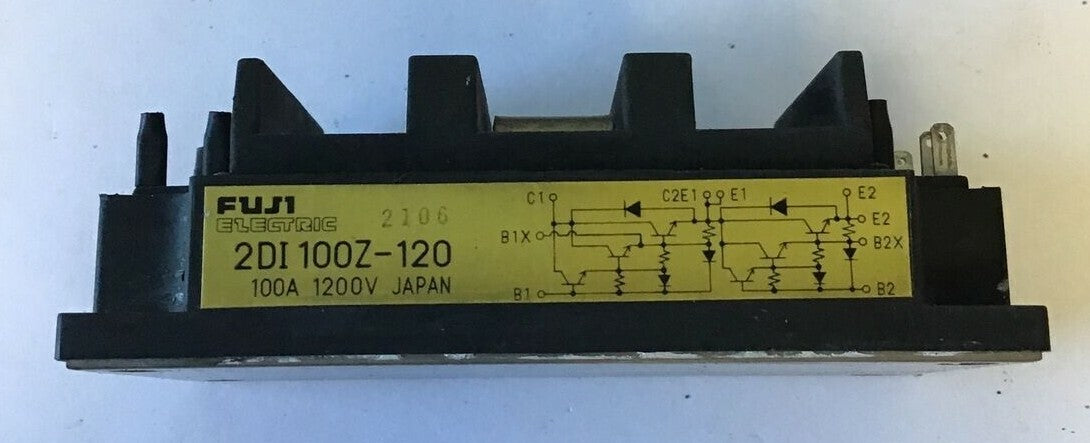 FUJI
ELECTRIC 2106
2DI 100Z-120
100A 1200V JAPAN
C1 C2E1 E1 E2
E2
B1X B2X
B1 B2